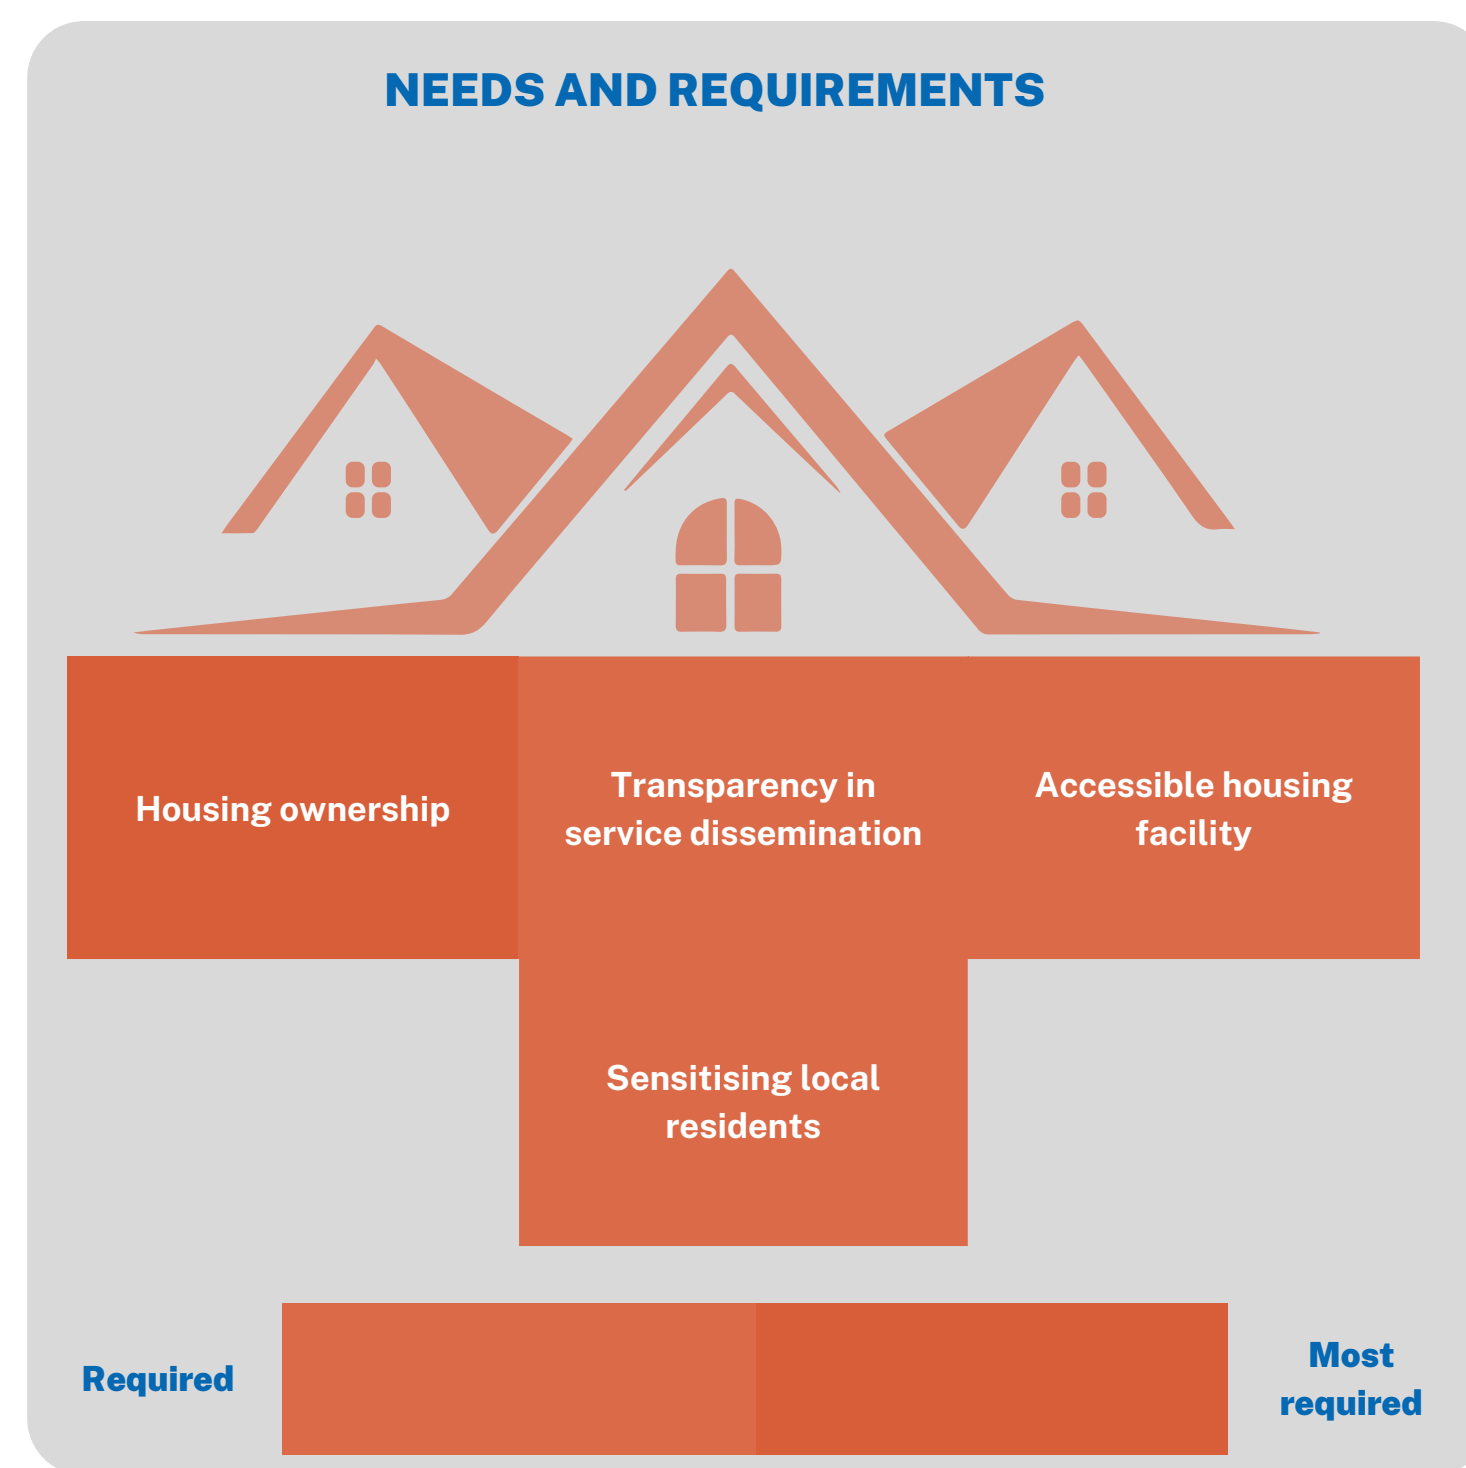 NEEDS AND REQUIREMENTS
Housing ownership
Transparency in
service dissemination
Accessible housing
facility
Sensitising local
residents
Required
Most
required